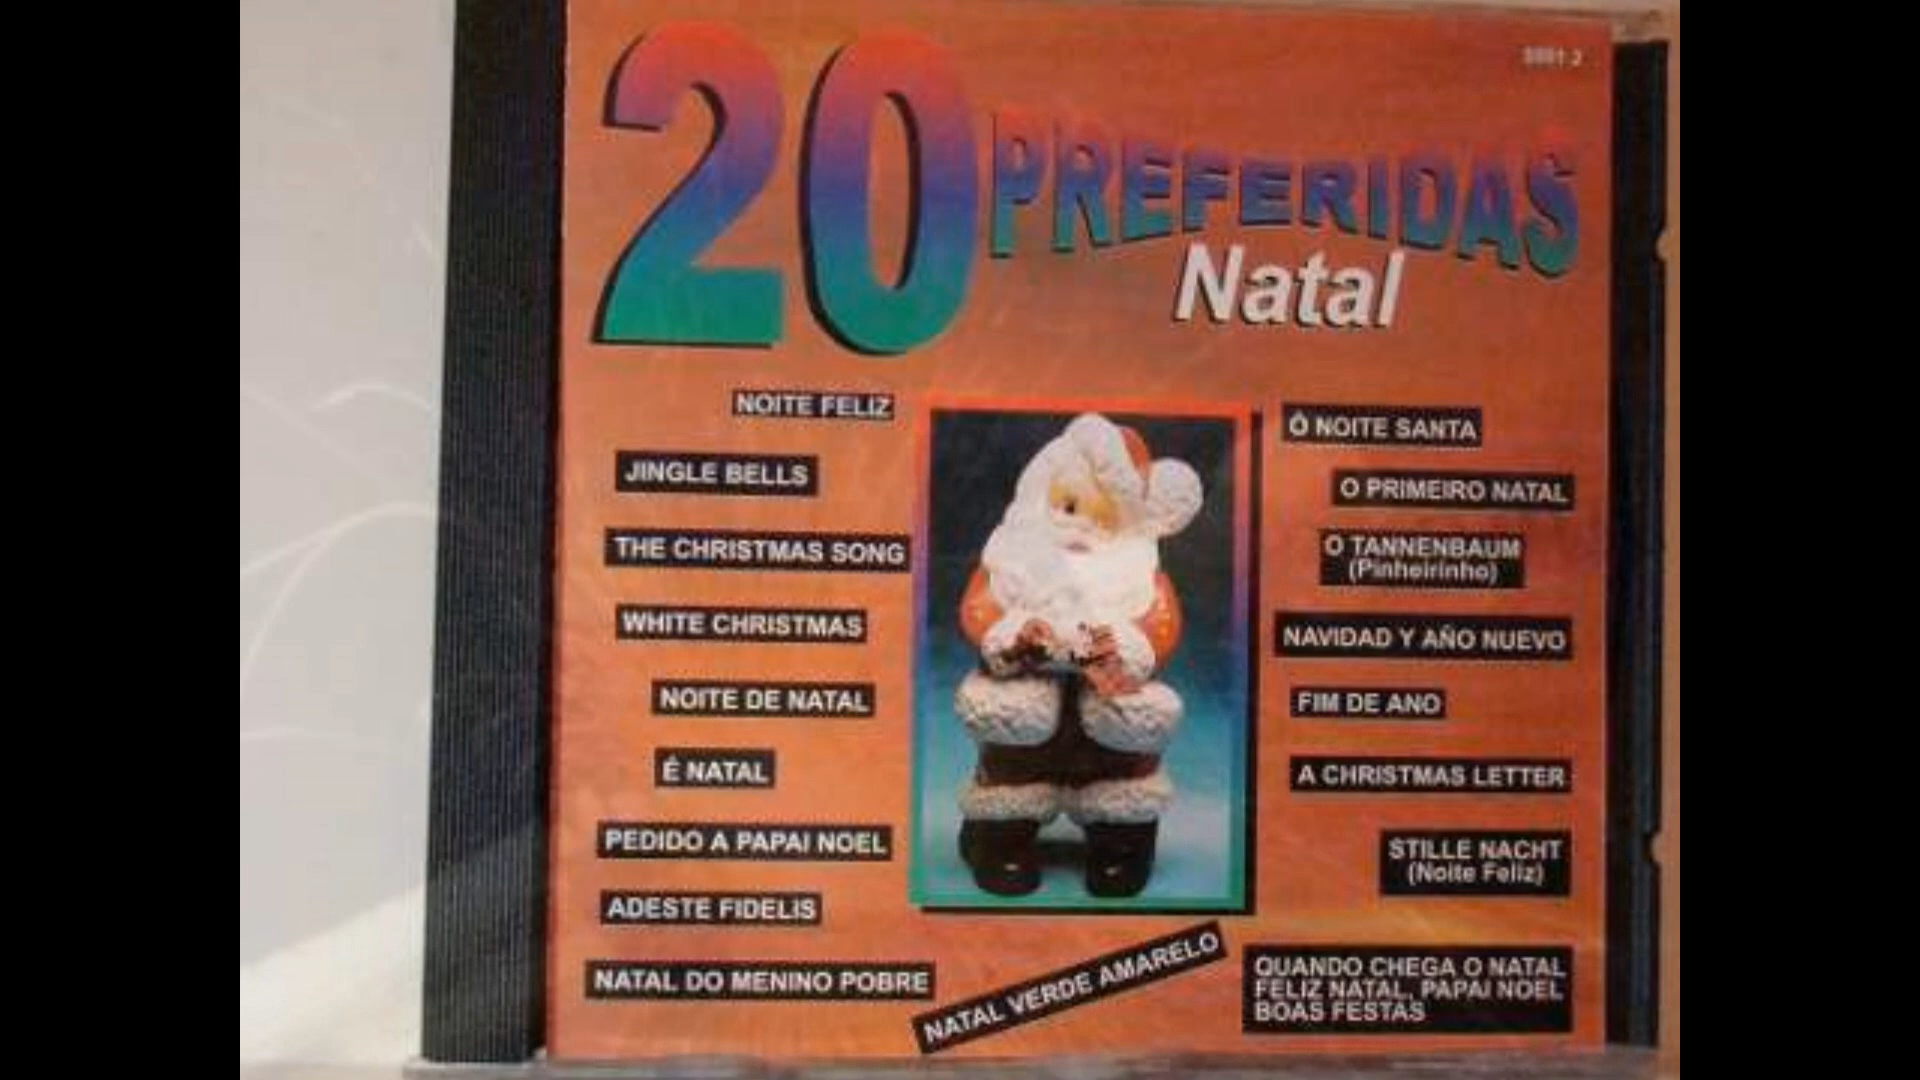 20 PREFERIDAS
Natal
NOITE FELIZ
JINGLE BELLS
THE CHRISTMAS SONG
WHITE CHRISTMAS
NOITE DE NATAL
É NATAL
PEDIDO A PAPAI NOEL
ADESTE FIDELIS
NATAL DO MENINO POBRE
NATAL VERDE AMARELO
Ô NOITE SANTA
O PRIMEIRO NATAL
O TANNENBAUM
(Pinheirinho)
NAVIDAD Y AÑO NUEVO
FIM DE ANO
A CHRISTMAS LETTER
STILLE NACHT
(Noite Feliz)
QUANDO CHEGA O NATAL
FELIZ NATAL, PAPAI NOEL
BOAS FESTAS